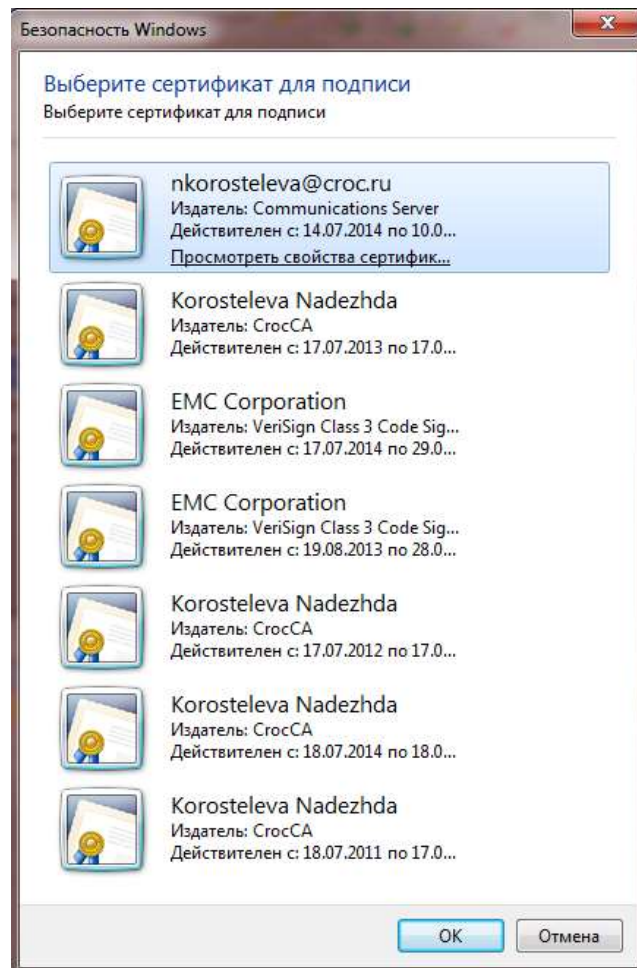 Безопасность Windows
Выберите сертификат для подписи
Выберите сертификат для подписи
nkorosteleva@croc.ru
Издатель: Communications Server
Действителен с: 14.07.2014 по 10.0...
Просмотреть свойства сертифик...
Korosteleva Nadezhda
Издатель: CrocCA
Действителен с: 17.07.2013 по 17.0...
EMC Corporation
Издатель: VeriSign Class 3 Code Sig...
Действителен с: 17.07.2014 по 29.0...
EMC Corporation
Издатель: VeriSign Class 3 Code Sig...
Действителен с: 19.08.2013 по 28.0...
Korosteleva Nadezhda
Издатель: CrocCA
Действителен с: 17.07.2012 по 17.0...
Korosteleva Nadezhda
Издатель: CrocCA
Действителен с: 18.07.2014 по 18.0...
Korosteleva Nadezhda
Издатель: CrocCA
Действителен с: 18.07.2011 по 17.0...
ОК
Отмена